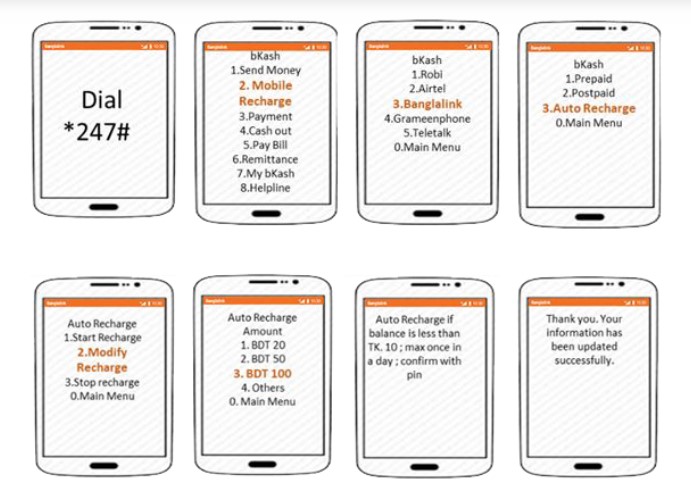 Banglalink
Dial
*247#
Banglalink
bKash
1.Send Money
2. Mobile
Recharge
3.Payment
4.Cash out
5.Pay Bill
6.Remittance
7.My bKash
8.Helpline
Banglalink
bKash
1.Robi
2.Airtel
3.Banglalink
4.Grameenphone
5.Teletalk
0.Main Menu
Banglalink
bKash
1.Prepaid
2.Postpaid
3.Auto Recharge
0.Main Menu
Banglalink
Auto Recharge
1.Start Recharge
2.Modify
Recharge
3.Stop recharge
0.Main Menu
Banglalink
Auto Recharge
Amount
1. BDT 20
2. BDT 50
3. BDT 100
4. Others
0. Main Menu
Banglalink
Auto Recharge if
balance is less than
TK. 10 ; max once in
a day ; confirm with
pin
Banglalink
Thank you. Your
information has
been updated
successfully.